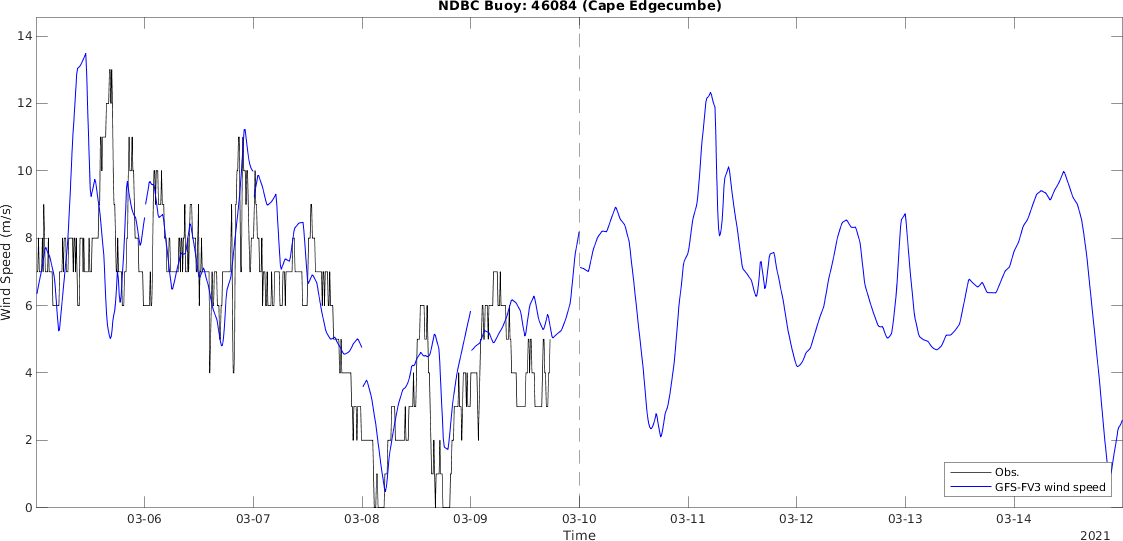 NDBC Buoy: 46084 (Cape Edgecumbe)
14
12
10
8
6
4
2
0
Wind Speed (m/s)
03-06 03-07 03-08 03-09 03-10 03-11 03-12 03-13 03-14
Time
2021
Obs.
GFS-FV3 wind speed